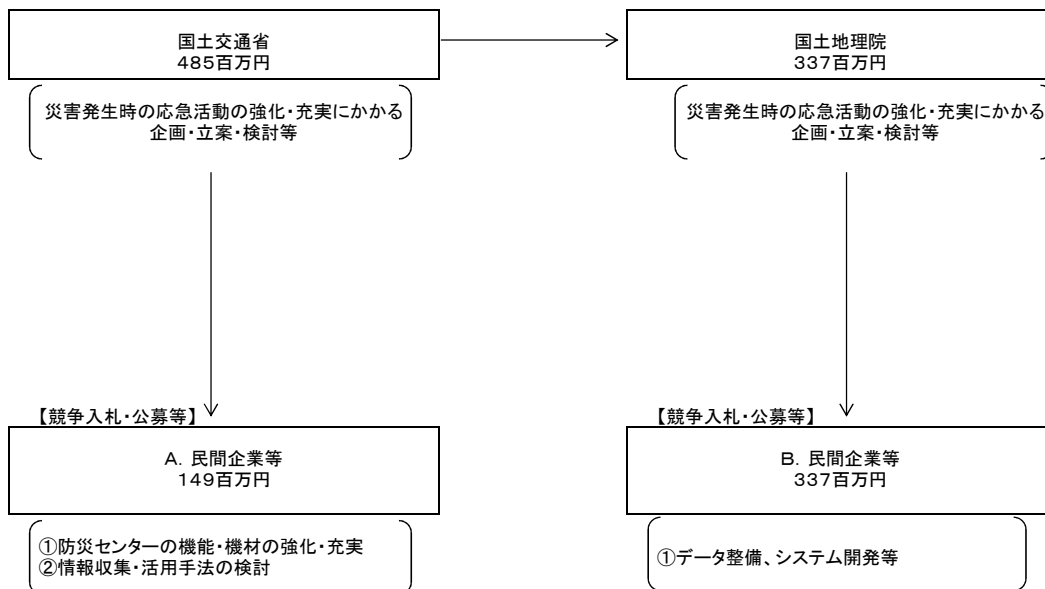 国土交通省
485百万円
災害発生時の応急活動の強化・充実にかかる
企画・立案・検討等
国土地理院
337百万円
災害発生時の応急活動の強化・充実にかかる
企画・立案・検討等
【競争入札・公募等】
A. 民間企業等
149百万円
①防災センターの機能・機材の強化・充実
②情報収集・活用手法の検討
【競争入札・公募等】
B. 民間企業等
337百万円
①データ整備、システム開発等